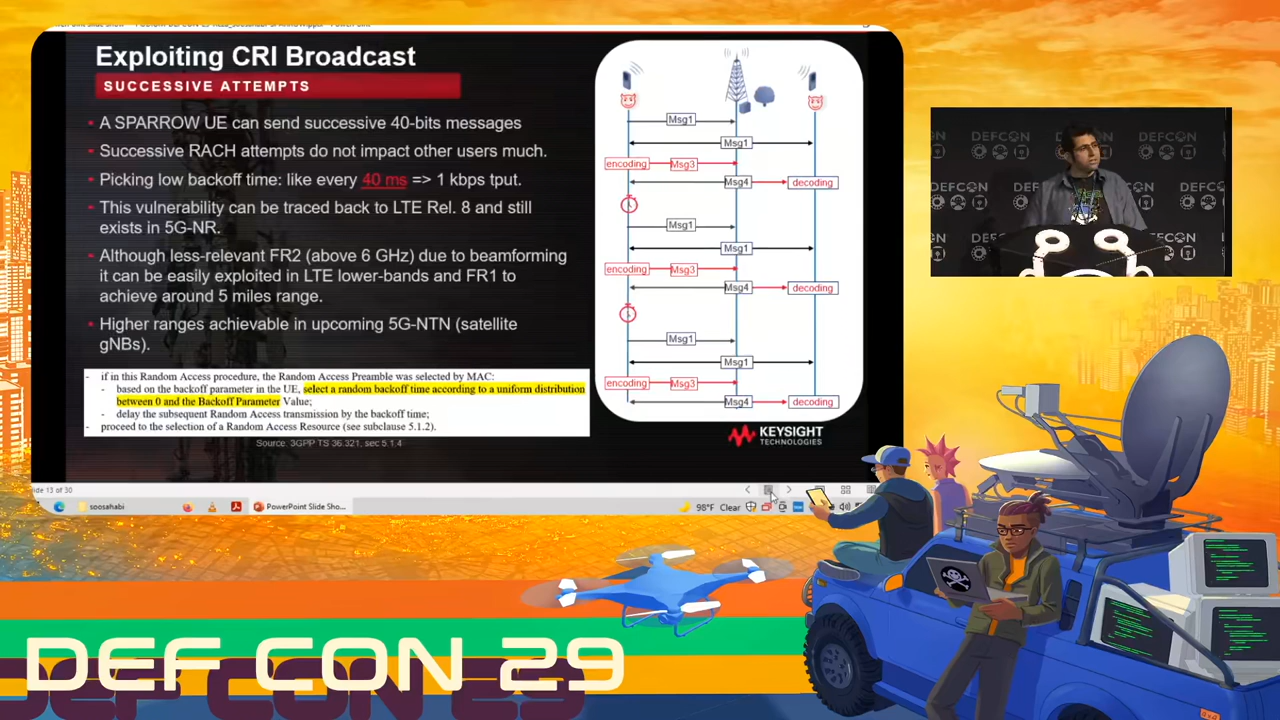 Exploiting CRI Broadcast
SUCCESSIVE ATTEMPTS
A SPARROW UE can send successive 40-bits messages
Successive RACH attempts do not impact other users much.
Picking low backoff time: like every 40 ms => 1 kbps tput.
This vulnerability can be traced back to LTE Rel. 8 and still
exists in 5G-NR.
Although less-relevant FR2 (above 6 GHz) due to beamforming
it can be easily exploited in LTE lower-bands and FR1 to
achieve around 5 miles range.
Higher ranges achievable in upcoming 5G-NTN (satellite
gNBs).
- if in this Random Access procedure, the Random Access Preamble was selected by MAC:
- based on the backoff parameter in the UE, select a random backoff time according to a uniform distribution
between 0 and the Backoff Parameter Value;
- delay the subsequent Random Access transmission by the backoff time;
- proceed to the selection of a Random Access Resource (see subclause 5.1.2).
Source: 3GPP TS 36.321, sec 5.1.4
Msg1
Msg1
encoding Msg3
Msg4 decoding
Msg1
Msg1
encoding Msg3
Msg4 decoding
Msg1
Msg1
encoding Msg3
Msg4 decoding
KEYSIGHT
TECHNOLOGIES
lide 13 of 30
soosahabi
PowerPoint Slide Sho...
98°F Clear
DEFCON DEFCON DEFCON
DEF CON 29